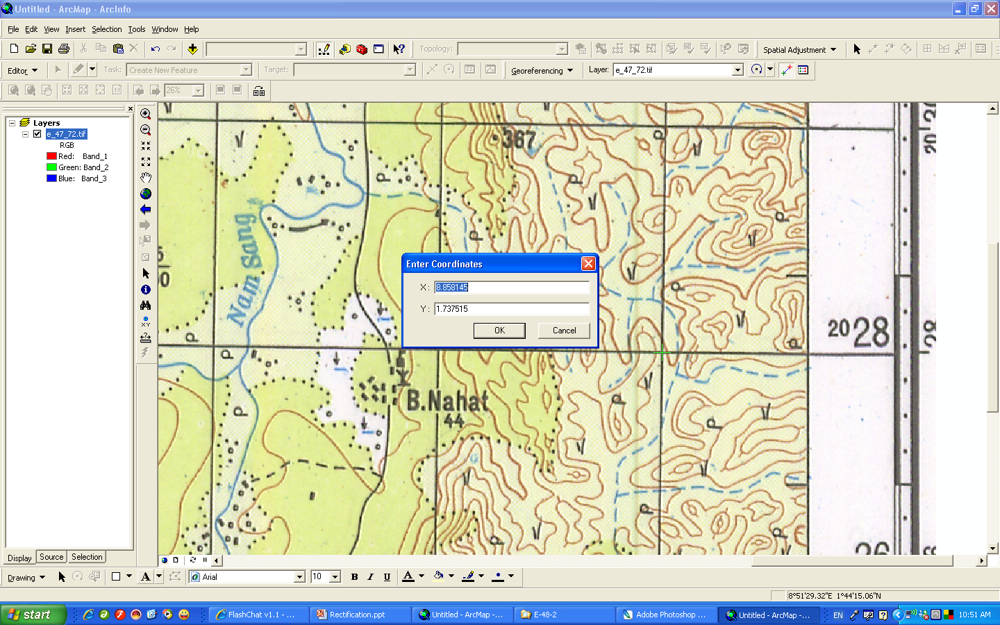 Untitled - ArcMap - ArcInfo
File Edit View Insert Selection Tools Window Help
Topology: Spatial Adjustment
Editor Task: Create New Feature Target: Georeferencing Layer: e_47_72.tif
26%
Layers
e_47_72.tif
RGB
Red: Band_1
Green: Band_2
Blue: Band_3
XY
367
Nam Sang
Enter Coordinates
X: 8.858145
Y: 1.737515
OK Cancel
2028
28
B.Nahat
44
Display Source Selection
Drawing A Arial 10 B I U A
8°51'29.32"E 1°44'15.06"N
start FlashChat v1.1 - ... Rectification.ppt Untitled - ArcMap -... E-48-2 Adobe Photoshop ... Untitled - ArcMap -... EN 10:51 AM